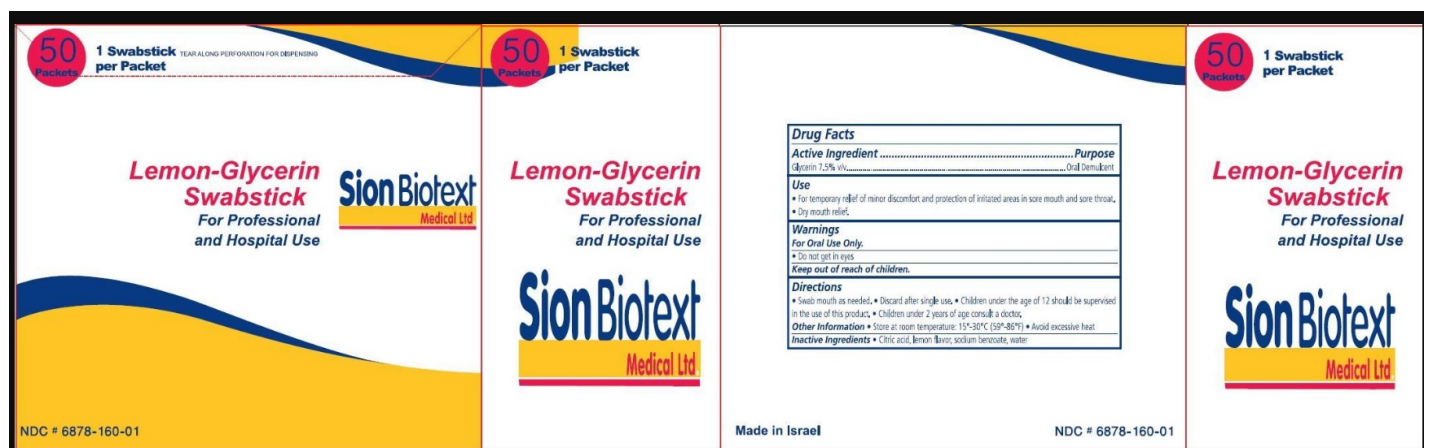 50
Packets
1 Swabstick TEAR ALONG PERFORATION FOR DISPENSING
per Packet
Lemon-Glycerin
Swabstick
For Professional
and Hospital Use
Sion Biotext
Medical Ltd
NDC # 6878-160-01
50
Packets
1 Swabstick
per Packet
Lemon-Glycerin
Swabstick
For Professional
and Hospital Use
Sion Biotext
Medical Ltd
Drug Facts
Active Ingredient ........ Purpose
Glycerin 7.5% v/v ........ Oral Demulcent
Use
• For temporary relief of minor discomfort and protection of irritated areas in sore mouth and sore throat.
• Dry mouth relief.
Warnings
For Oral Use Only.
• Do not get in eyes
Keep out of reach of children.
Directions
• Swab mouth as needed. • Discard after single use. • Children under the age of 12 should be supervised
in the use of this product. • Children under 2 years of age consult a doctor.
Other Information • Store at room temperature: 15°-30°C (59°-86°F) • Avoid excessive heat
Inactive Ingredients • Citric acid, lemon flavor, sodium benzoate, water
Made in Israel
NDC # 6878-160-01
50
Packets
1 Swabstick
per Packet
Lemon-Glycerin
Swabstick
For Professional
and Hospital Use
Sion Biotext
Medical Ltd